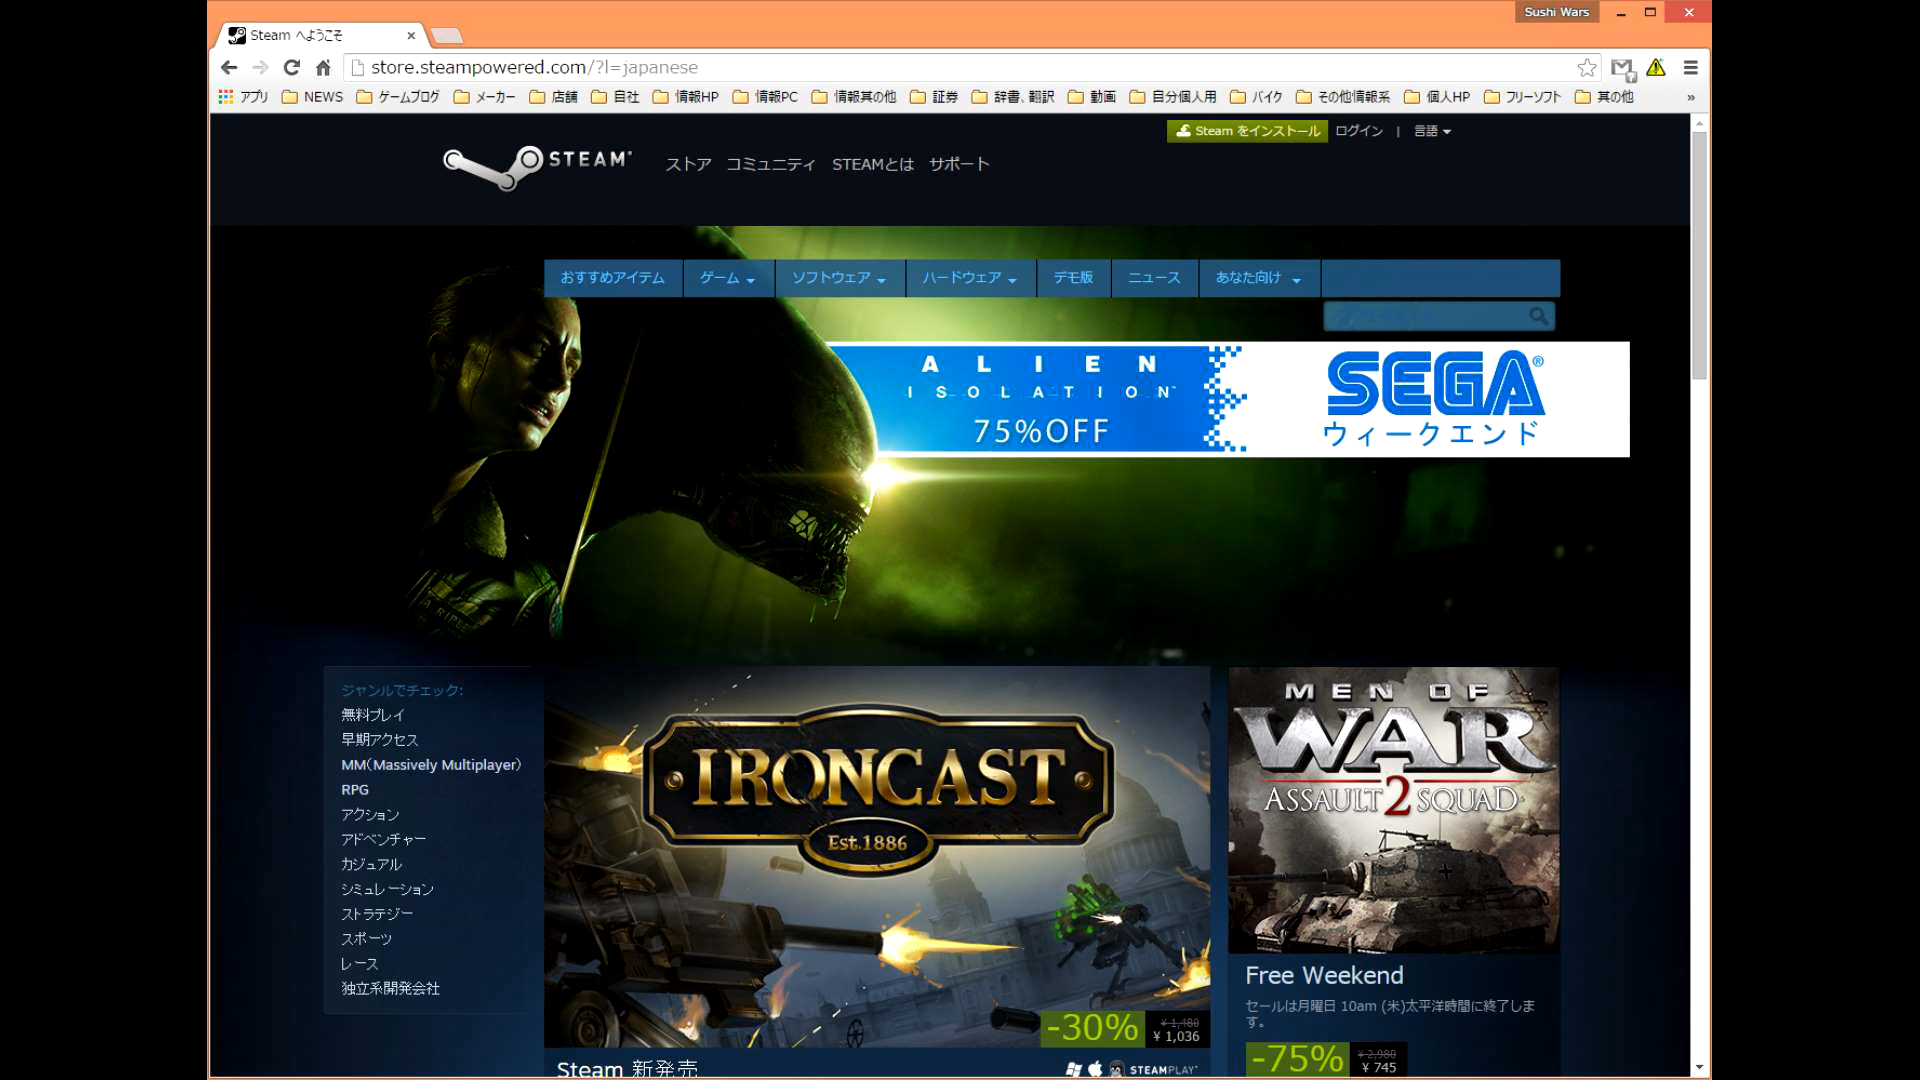 Sushi Wars
Steam へようこそ
store.steampowered.com/?l=japanese
アプリ NEWS ゲームブログ メーカー 店舗 自社 情報HP 情報PC 情報其の他 証券 辞書、翻訳 動画 自分個人用 バイク その他情報系 個人HP フリーソフト 其の他 »
Steam をインストール ログイン | 言語
STEAM ストア コミュニティ STEAMとは サポート
おすすめアイテム ゲーム ソフトウェア ハードウェア デモ版 ニュース あなた向け
ALIEN
ISOLATION™
75%OFF
SEGA®
ウィークエンド
ジャンルでチェック:
無料プレイ
早期アクセス
MM(Massively Multiplayer)
RPG
アクション
アドベンチャー
カジュアル
シミュレーション
ストラテジー
スポーツ
レース
独立系開発会社
IRONCAST
Est.1886
-30% ¥ 1,480
¥ 1,036
Steam 新発売
STEAMPLAY
MEN OF
WAR
ASSAULT 2 SQUAD
Free Weekend
セールは月曜日 10am (米)太平洋時間に終了しま
す。
-75% ¥ 2,980
¥ 745